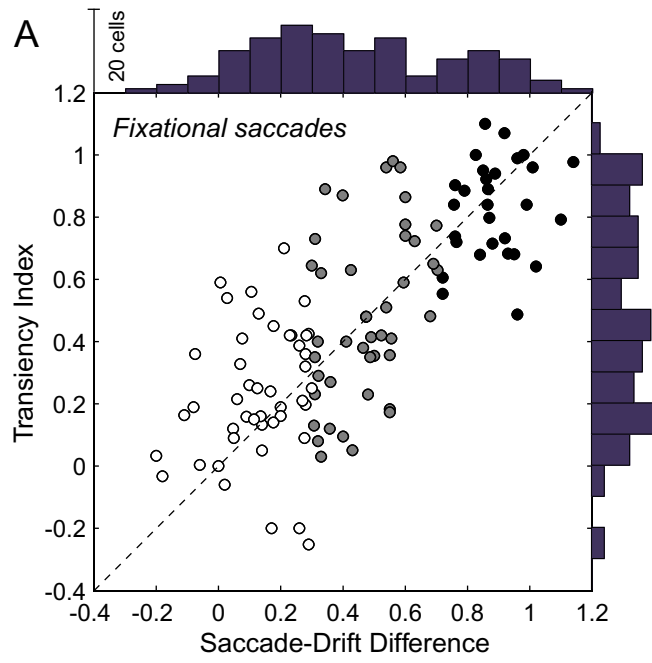 A
20 cells
Fixational saccades
1.2
1
0.8
0.6
0.4
0.2
0
-0.2
-0.4
Transiency Index
-0.4 -0.2 0 0.2 0.4 0.6 0.8 1 1.2
Saccade-Drift Difference